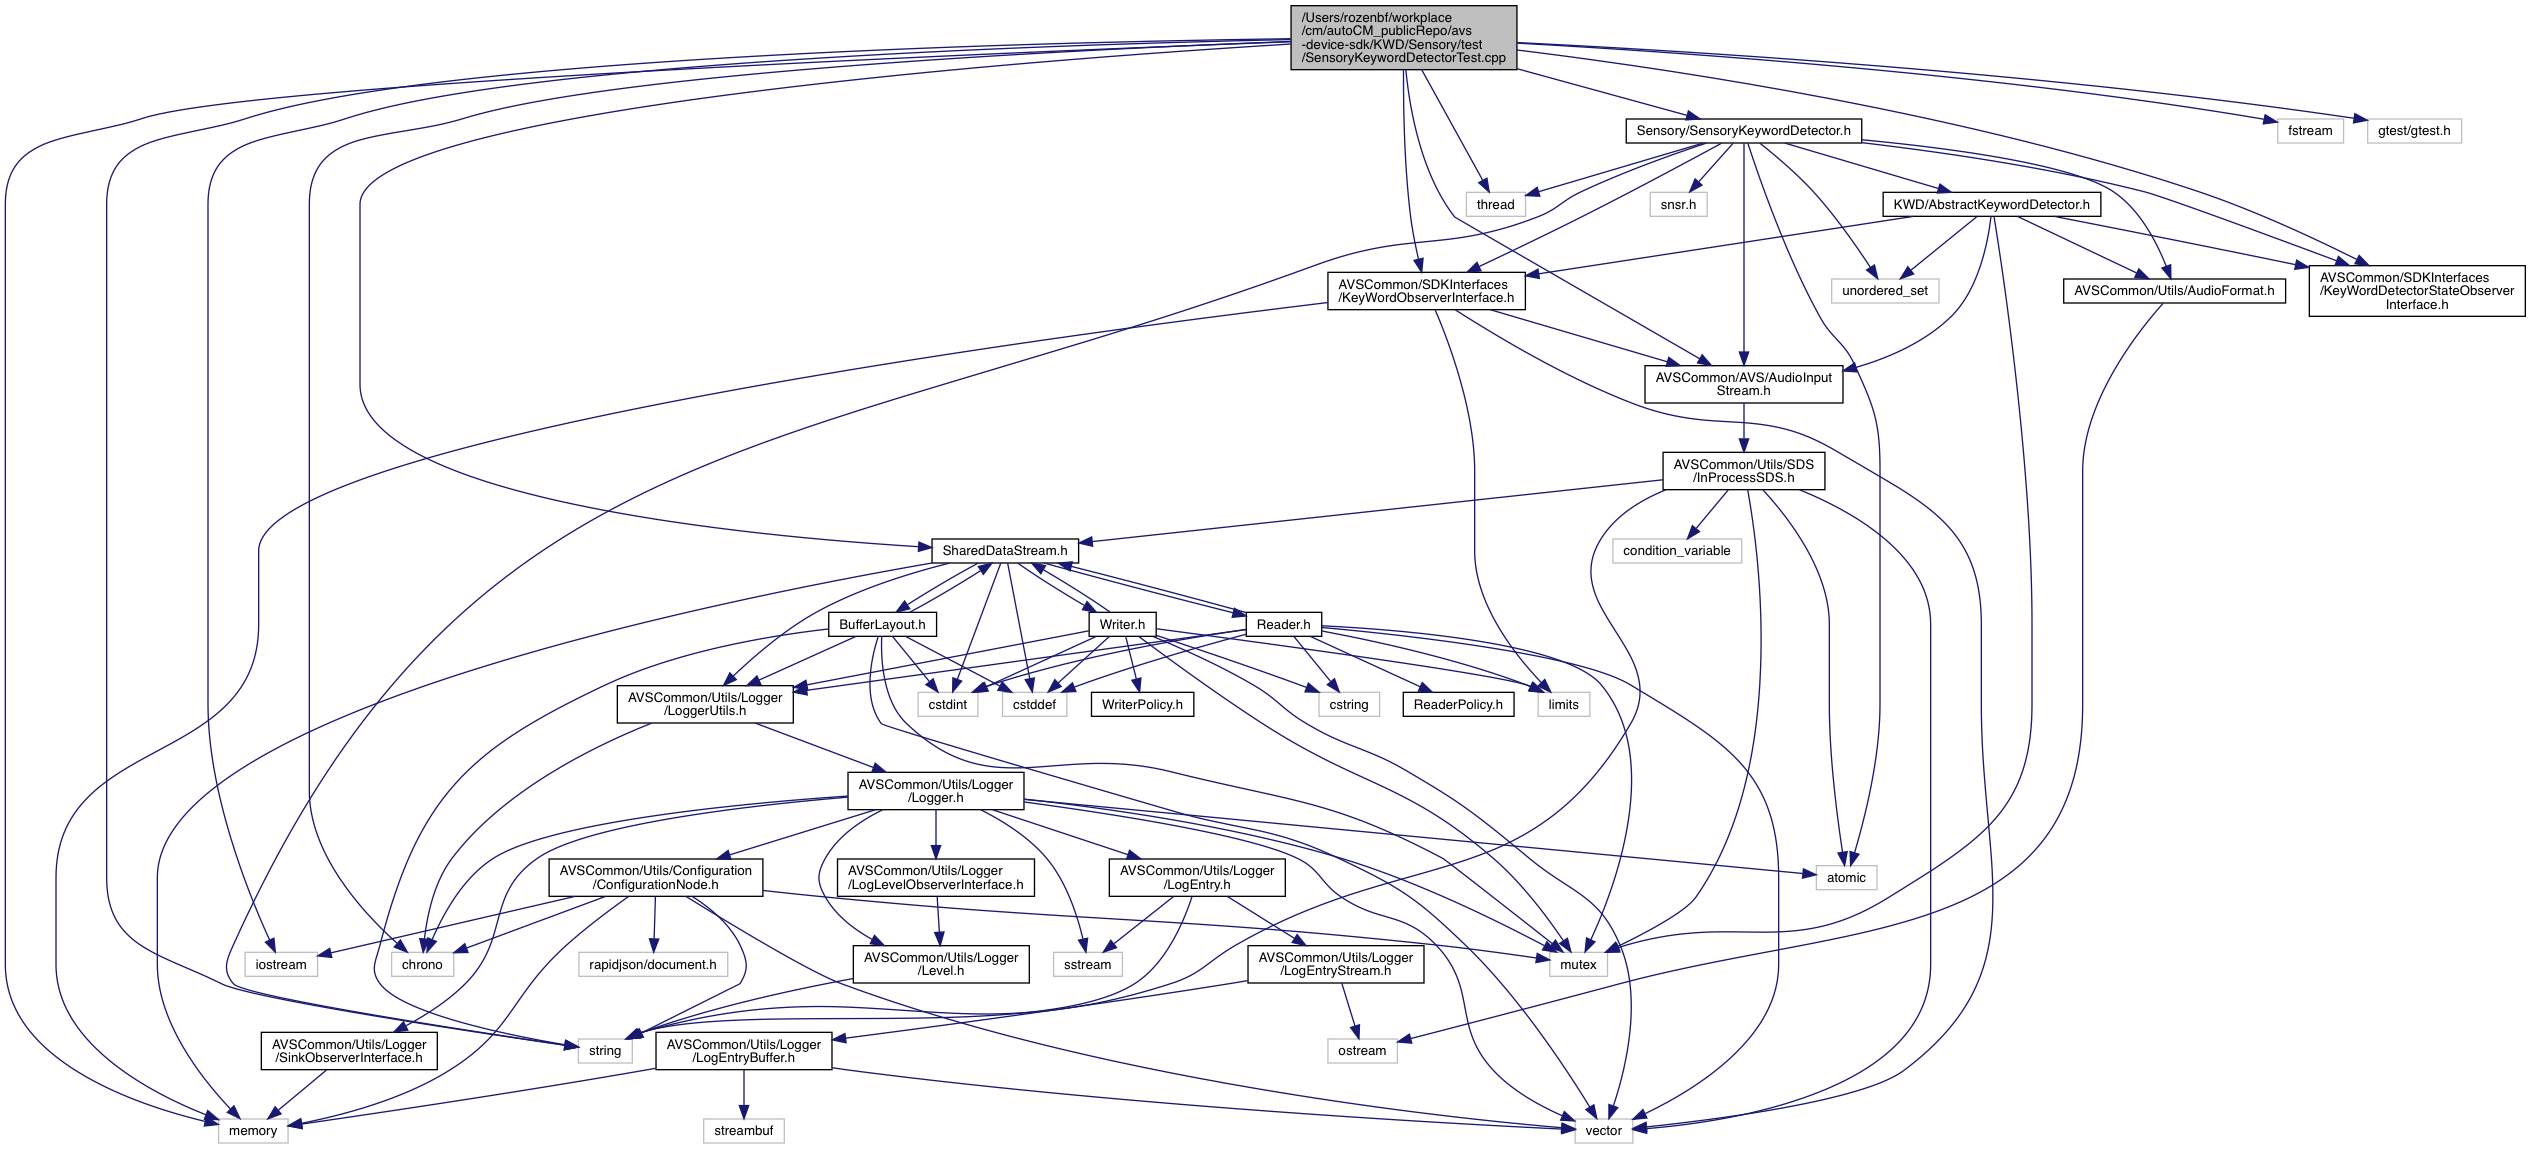 /Users/rozenbf/workplace
/cm/autoCM_publicRepo/avs
-device-sdk/KWD/Sensory/test
/SensoryKeywordDetectorTest.cpp
Sensory/SensoryKeywordDetector.h
fstream
gtest/gtest.h
thread
snsr.h
KWD/AbstractKeywordDetector.h
AVSCommon/SDKInterfaces
/KeyWordObserverInterface.h
unordered_set
AVSCommon/Utils/AudioFormat.h
AVSCommon/SDKInterfaces
/KeyWordDetectorStateObserver
Interface.h
AVSCommon/AVS/AudioInput
Stream.h
AVSCommon/Utils/SDS
/InProcessSDS.h
SharedDataStream.h
condition_variable
BufferLayout.h
Writer.h
Reader.h
AVSCommon/Utils/Logger
/LoggerUtils.h
cstdint
cstddef
WriterPolicy.h
cstring
ReaderPolicy.h
limits
AVSCommon/Utils/Logger
/Logger.h
AVSCommon/Utils/Configuration
/ConfigurationNode.h
AVSCommon/Utils/Logger
/LogLevelObserverInterface.h
AVSCommon/Utils/Logger
/LogEntry.h
atomic
iostream
chrono
rapidjson/document.h
AVSCommon/Utils/Logger
/Level.h
sstream
AVSCommon/Utils/Logger
/LogEntryStream.h
mutex
AVSCommon/Utils/Logger
/SinkObserverInterface.h
string
AVSCommon/Utils/Logger
/LogEntryBuffer.h
ostream
memory
streambuf
vector